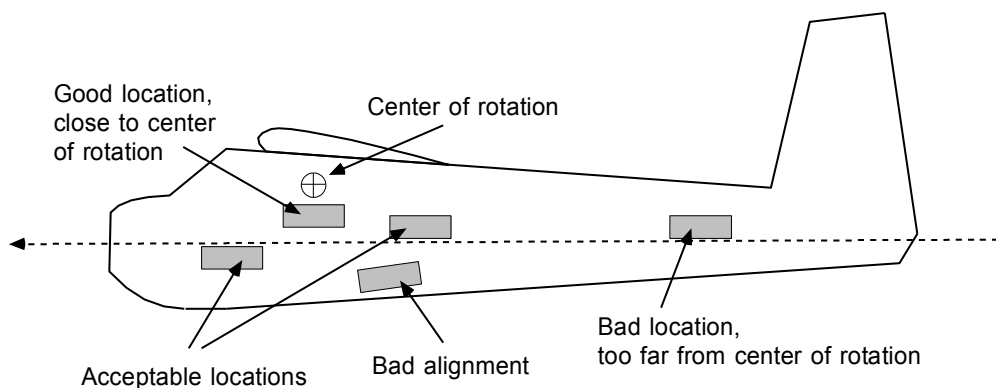 Good location,
close to center
of rotation
Center of rotation
Acceptable locations
Bad alignment
Bad location,
too far from center of rotation